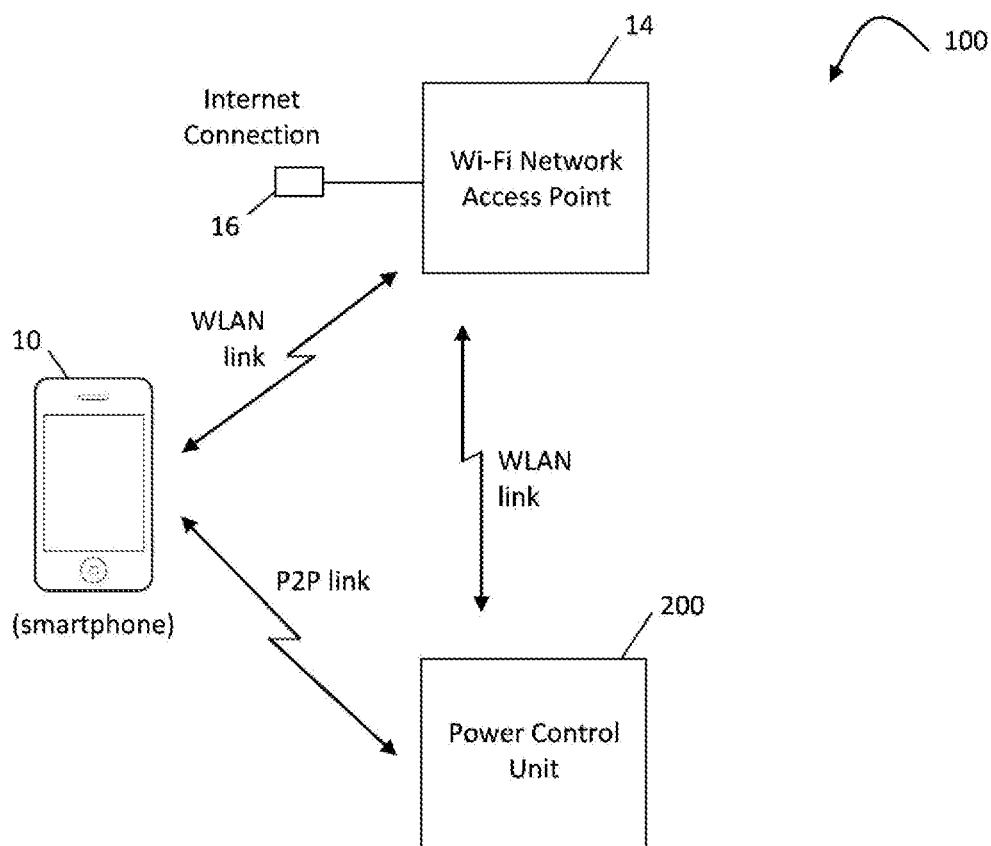 14
100
Internet
Connection
Wi-Fi Network
Access Point
16
WLAN
link
10
WLAN
link
P2P link
(smartphone)
200
Power Control
Unit